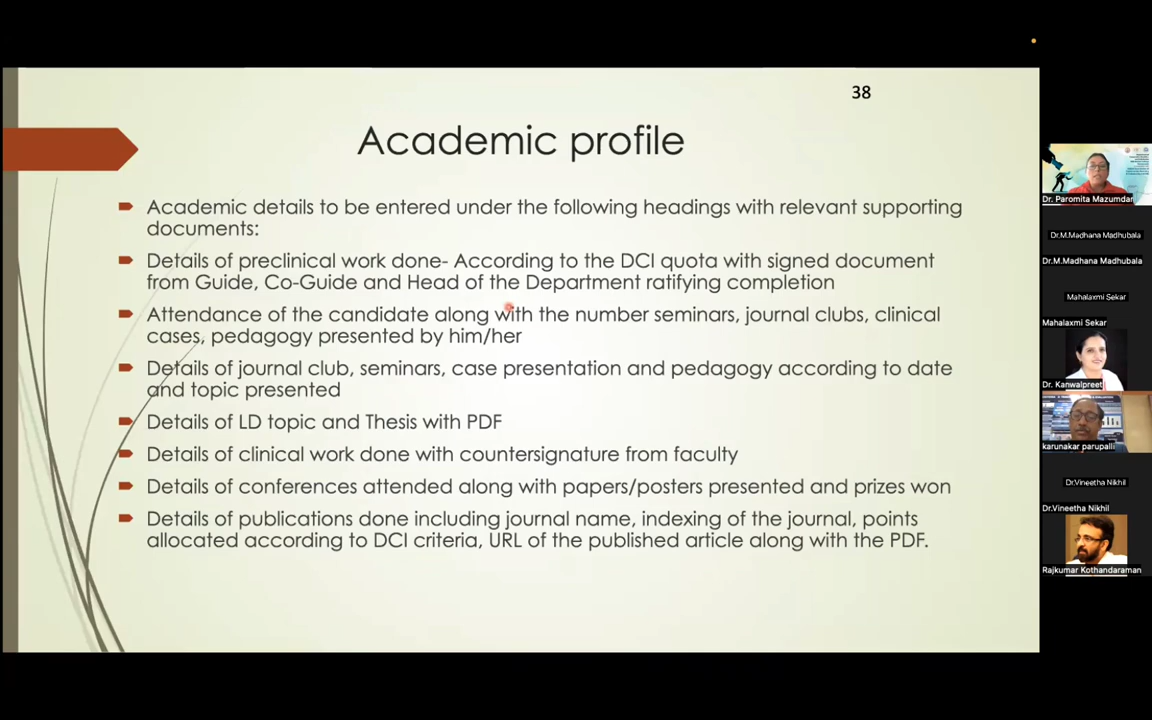 38
Academic profile
Academic details to be entered under the following headings with relevant supporting
documents:
Details of preclinical work done- According to the DCI quota with signed document
from Guide, Co-Guide and Head of the Department ratifying completion
Attendance of the candidate along with the number seminars, journal clubs, clinical
cases, pedagogy presented by him/her
Details of journal club, seminars, case presentation and pedagogy according to date
and topic presented
Details of LD topic and Thesis with PDF
Details of clinical work done with countersignature from faculty
Details of conferences attended along with papers/posters presented and prizes won
Details of publications done including journal name, indexing of the journal, points
allocated according to DCI criteria, URL of the published article along with the PDF.
Dr. Paromita Mazumdar
Dr.M.Madhana Madhubala
Dr.M.Madhana Madhubala
Mahalaxmi Sekar
Mahalaxmi Sekar
Dr. Kanwalpreet
karunakar parupalli
Dr.Vineetha Nikhil
Dr.Vineetha Nikhil
Rajkumar Kothandaraman